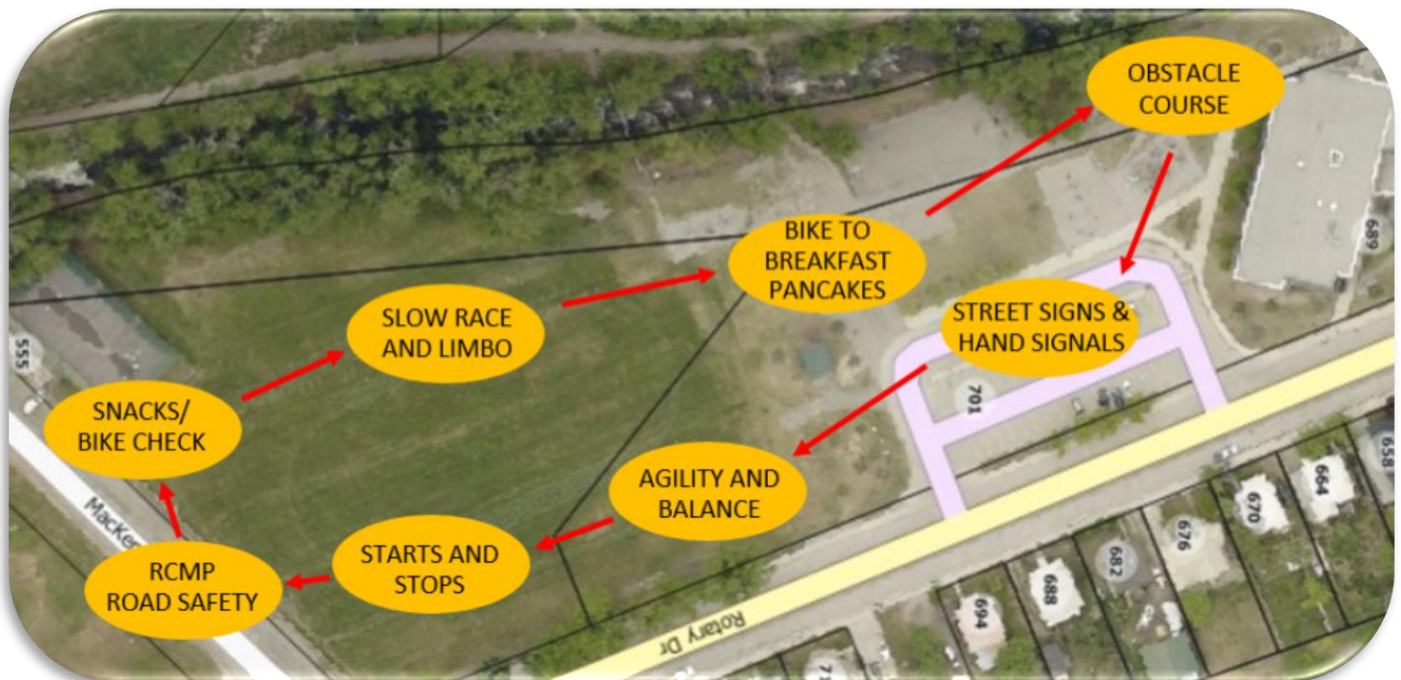 OBSTACLE
COURSE
BIKE TO
BREAKFAST
PANCAKES
SLOW RACE
AND LIMBO
STREET SIGNS &
HAND SIGNALS
SNACKS/
BIKE CHECK
AGILITY AND
BALANCE
STARTS AND
STOPS
RCMP
ROAD SAFETY
689
555
701
MacKen
Rotary Dr
658
664
670
676
682
688
694